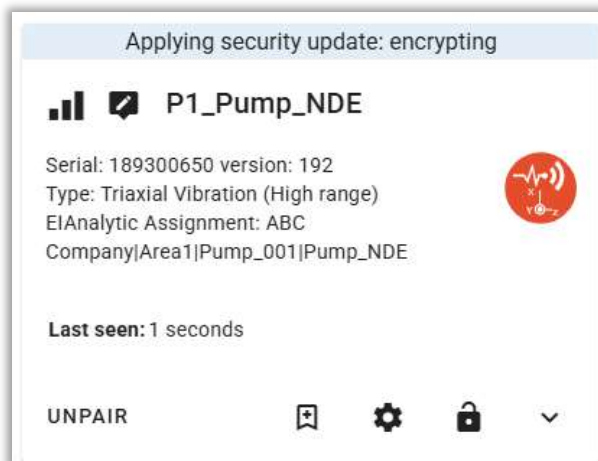 Applying security update: encrypting
P1_Pump_NDE
Serial: 189300650 version: 192
Type: Triaxial Vibration (High range)
EIAnalytic Assignment: ABC
Company|Area1|Pump_001|Pump_NDE
X
Y
Z
Last seen: 1 seconds
UNPAIR